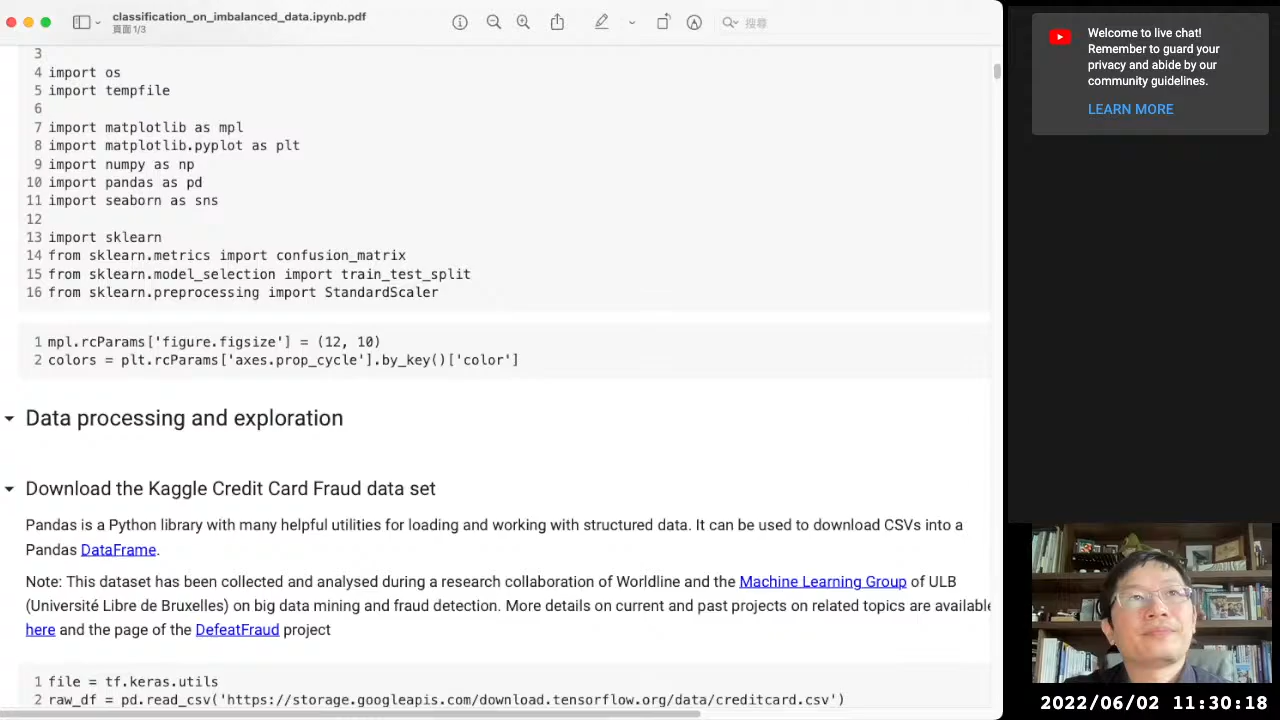 classification_on_imbalanced_data.ipynb.pdf
頁面 1/3
搜尋
3
4 import os
5 import tempfile
6
7 import matplotlib as mpl
8 import matplotlib.pyplot as plt
9 import numpy as np
10 import pandas as pd
11 import seaborn as sns
12
13 import sklearn
14 from sklearn.metrics import confusion_matrix
15 from sklearn.model_selection import train_test_split
16 from sklearn.preprocessing import StandardScaler
1 mpl.rcParams['figure.figsize'] = (12, 10)
2 colors = plt.rcParams['axes.prop_cycle'].by_key()['color']
Data processing and exploration
Download the Kaggle Credit Card Fraud data set
Pandas is a Python library with many helpful utilities for loading and working with structured data. It can be used to download CSVs into a
Pandas DataFrame.
Note: This dataset has been collected and analysed during a research collaboration of Worldline and the Machine Learning Group of ULB
(Université Libre de Bruxelles) on big data mining and fraud detection. More details on current and past projects on related topics are available
here and the page of the DefeatFraud project
1 file = tf.keras.utils
2 raw_df = pd.read_csv('https://storage.googleapis.com/download.tensorflow.org/data/creditcard.csv')
Welcome to live chat!
Remember to guard your
privacy and abide by our
community guidelines.
LEARN MORE
2022/06/02 11:30:18